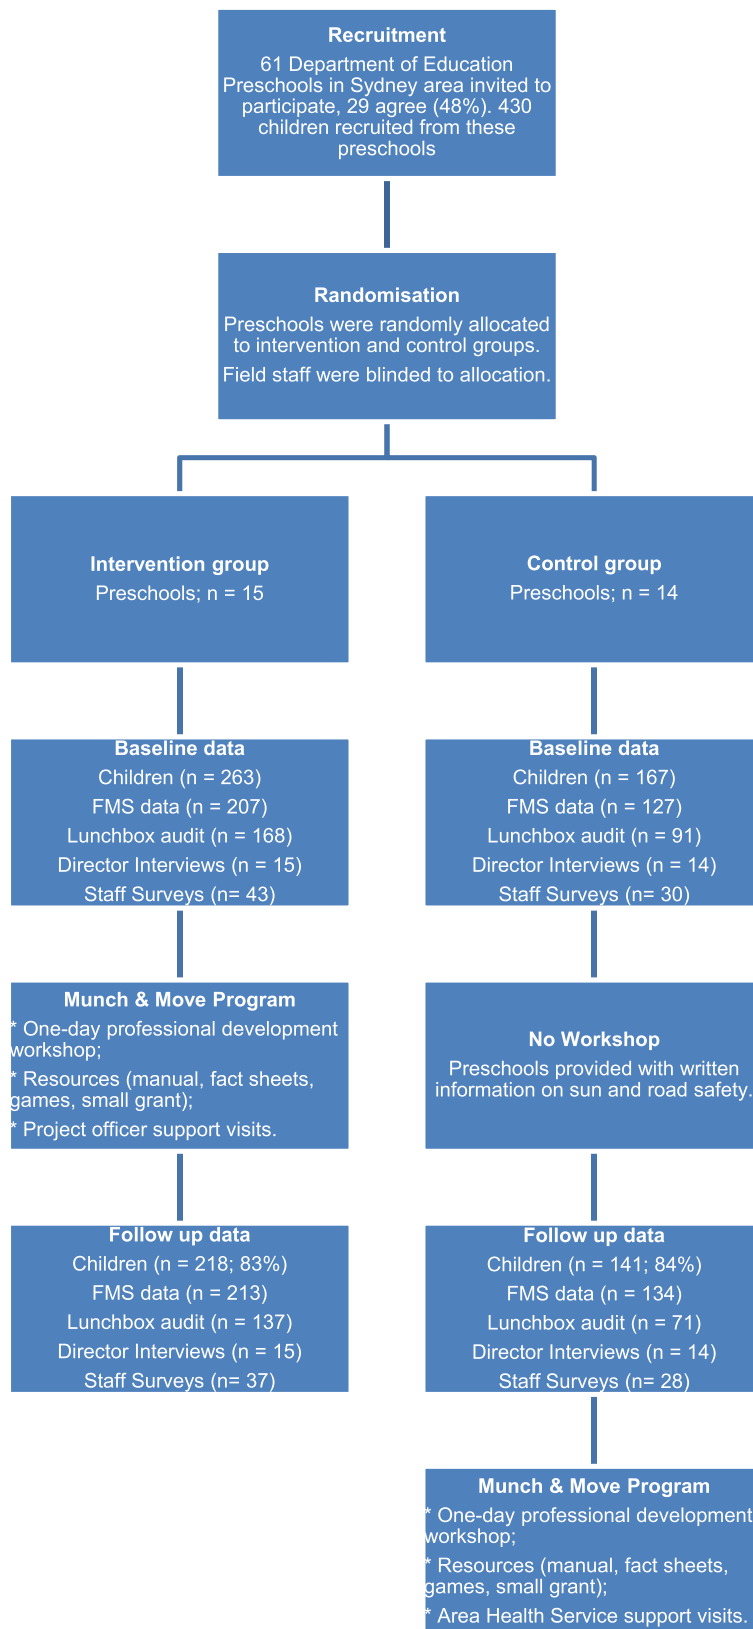 Recruitment
61 Department of Education
Preschools in Sydney area invited to
participate, 29 agree (48%). 430
children recruited from these
preschools
Randomisation
Preschools were randomly allocated
to intervention and control groups.
Field staff were blinded to allocation.
Intervention group
Preschools; n = 15
Control group
Preschools; n = 14
Baseline data
Children (n = 263)
FMS data (n = 207)
Lunchbox audit (n = 168)
Director Interviews (n = 15)
Staff Surveys (n= 43)
Baseline data
Children (n = 167)
FMS data (n = 127)
Lunchbox audit (n = 91)
Director Interviews (n = 14)
Staff Surveys (n= 30)
Munch & Move Program
* One-day professional development
workshop;
* Resources (manual, fact sheets,
games, small grant);
* Project officer support visits.
No Workshop
Preschools provided with written
information on sun and road safety.
Follow up data
Children (n = 218; 83%)
FMS data (n = 213)
Lunchbox audit (n = 137)
Director Interviews (n = 15)
Staff Surveys (n= 37)
Follow up data
Children (n = 141; 84%)
FMS data (n = 134)
Lunchbox audit (n = 71)
Director Interviews (n = 14)
Staff Surveys (n= 28)
Munch & Move Program
* One-day professional development
workshop;
* Resources (manual, fact sheets,
games, small grant);
* Area Health Service support visits.